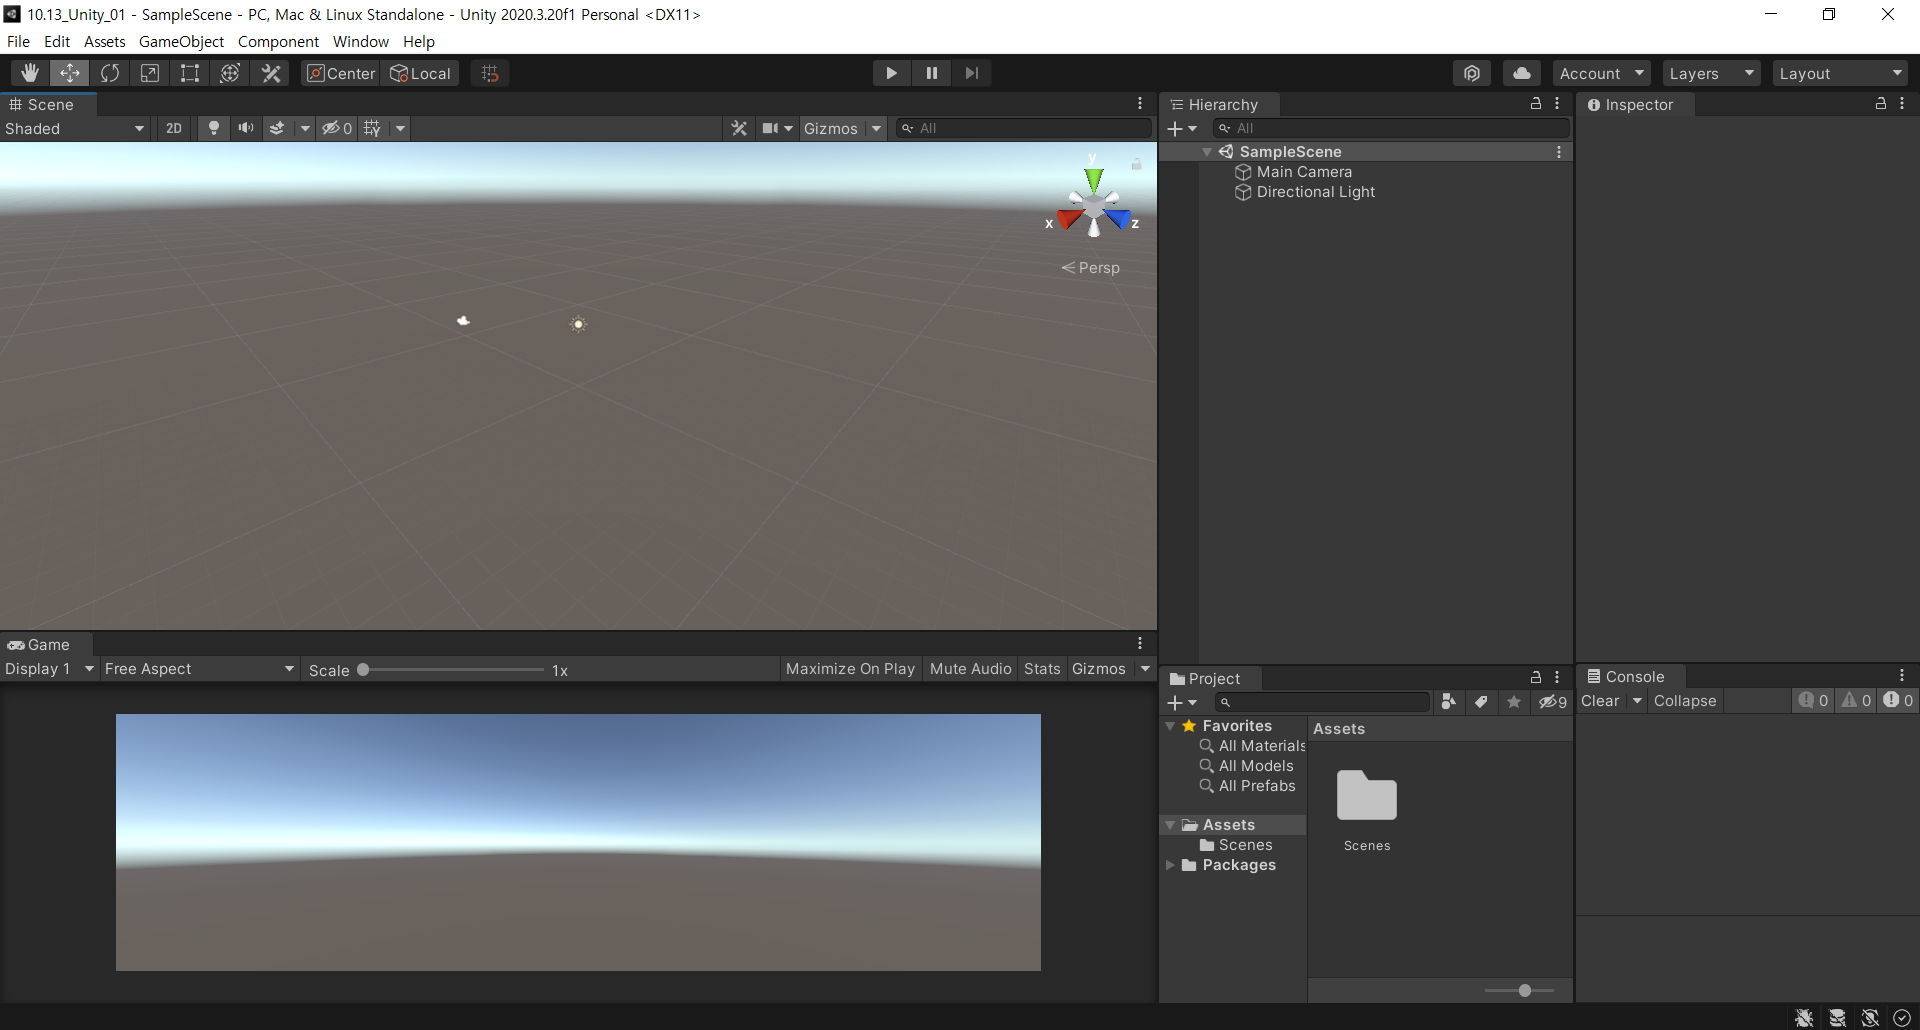 10.13_Unity_01 - SampleScene - PC, Mac & Linux Standalone - Unity 2020.3.20f1 Personal <DX11>
File Edit Assets GameObject Component Window Help
Center Local Account Layers Layout
Scene
Shaded 2D 0 Gizmos All
y
x z
Persp
Game
Display 1 Free Aspect Scale 1x Maximize On Play Mute Audio Stats Gizmos
Hierarchy
All
SampleScene
Main Camera
Directional Light
Project
9
Favorites
All Materials
All Models
All Prefabs
Assets
Scenes
Packages
Assets
Scenes
Inspector
Console
Clear Collapse 0 0 0